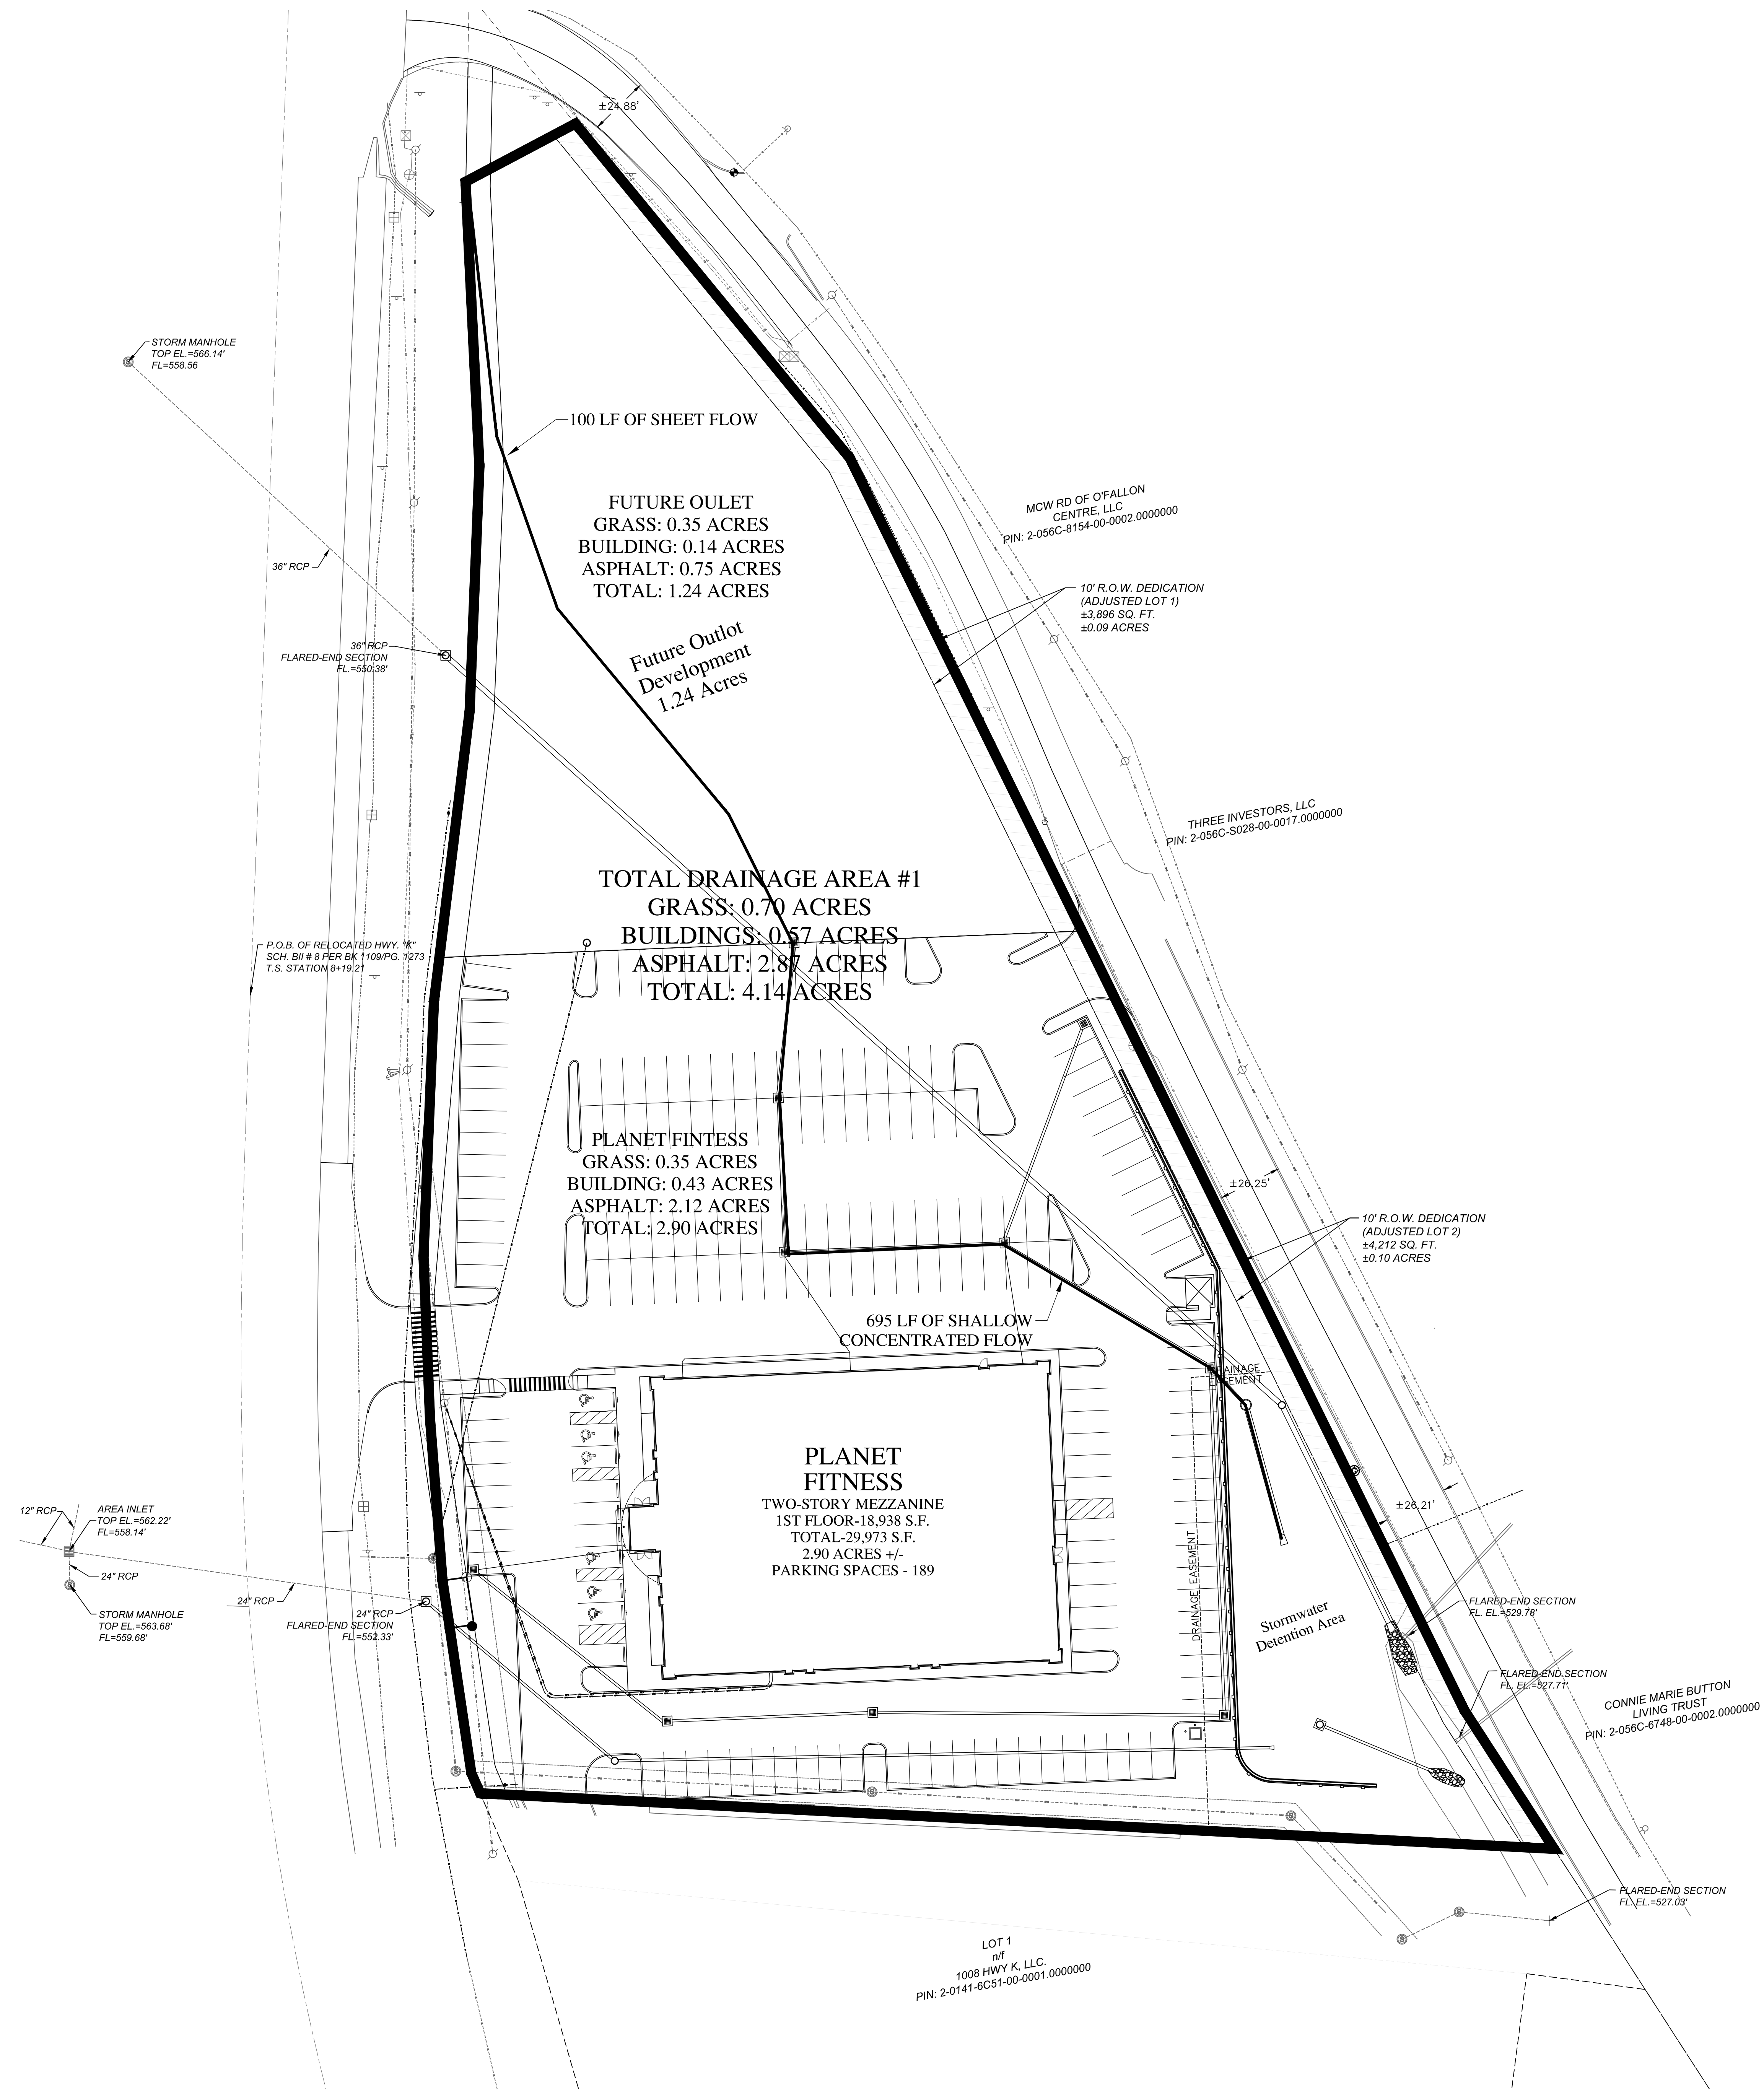 ±24.88'
STORM MANHOLE
TOP EL.=566.14'
FL=558.56
100 LF OF SHEET FLOW
FUTURE OULET
GRASS: 0.35 ACRES
BUILDING: 0.14 ACRES
ASPHALT: 0.75 ACRES
TOTAL: 1.24 ACRES
MCW RD OF O'FALLON
CENTRE, LLC
PIN: 2-056C-8154-00-0002.0000000
36" RCP
10' R.O.W. DEDICATION
(ADJUSTED LOT 1)
±3,896 SQ. FT.
±0.09 ACRES
36" RCP
FLARED-END SECTION
FL.=550.38'
Future Outlot
Development
1.24 Acres
THREE INVESTORS, LLC
PIN: 2-056C-S028-00-0017.0000000
TOTAL DRAINAGE AREA #1
GRASS: 0.70 ACRES
BUILDINGS: 0.57 ACRES
ASPHALT: 2.87 ACRES
TOTAL: 4.14 ACRES
P.O.B. OF RELOCATED HWY. "K"
SCH. BII # 8 PER BK 1109/PG. 1273
T.S. STATION 8+19.21
PLANET FINTESS
GRASS: 0.35 ACRES
BUILDING: 0.43 ACRES
ASPHALT: 2.12 ACRES
TOTAL: 2.90 ACRES
±26.25'
10' R.O.W. DEDICATION
(ADJUSTED LOT 2)
±4,212 SQ. FT.
±0.10 ACRES
695 LF OF SHALLOW
CONCENTRATED FLOW
DRAINAGE
EASEMENT
PLANET
FITNESS
TWO-STORY MEZZANINE
1ST FLOOR-18,938 S.F.
TOTAL-29,973 S.F.
2.90 ACRES +/-
PARKING SPACES - 189
±26.21'
DRAINAGE EASEMENT
12" RCP
AREA INLET
TOP EL.=562.22'
FL=558.14'
24" RCP
STORM MANHOLE
TOP EL.=563.68'
FL=559.68'
24" RCP
24" RCP
FLARED-END SECTION
FL.=552.33'
Stormwater
Detention Area
FLARED-END SECTION
FL. EL.=529.78'
FLARED-END SECTION
FL. EL.=527.71'
CONNIE MARIE BUTTON
LIVING TRUST
PIN: 2-056C-6748-00-0002.0000000
FLARED-END SECTION
FL. EL.=527.03'
LOT 1
n/f
1008 HWY K, LLC.
PIN: 2-0141-6C51-00-0001.0000000